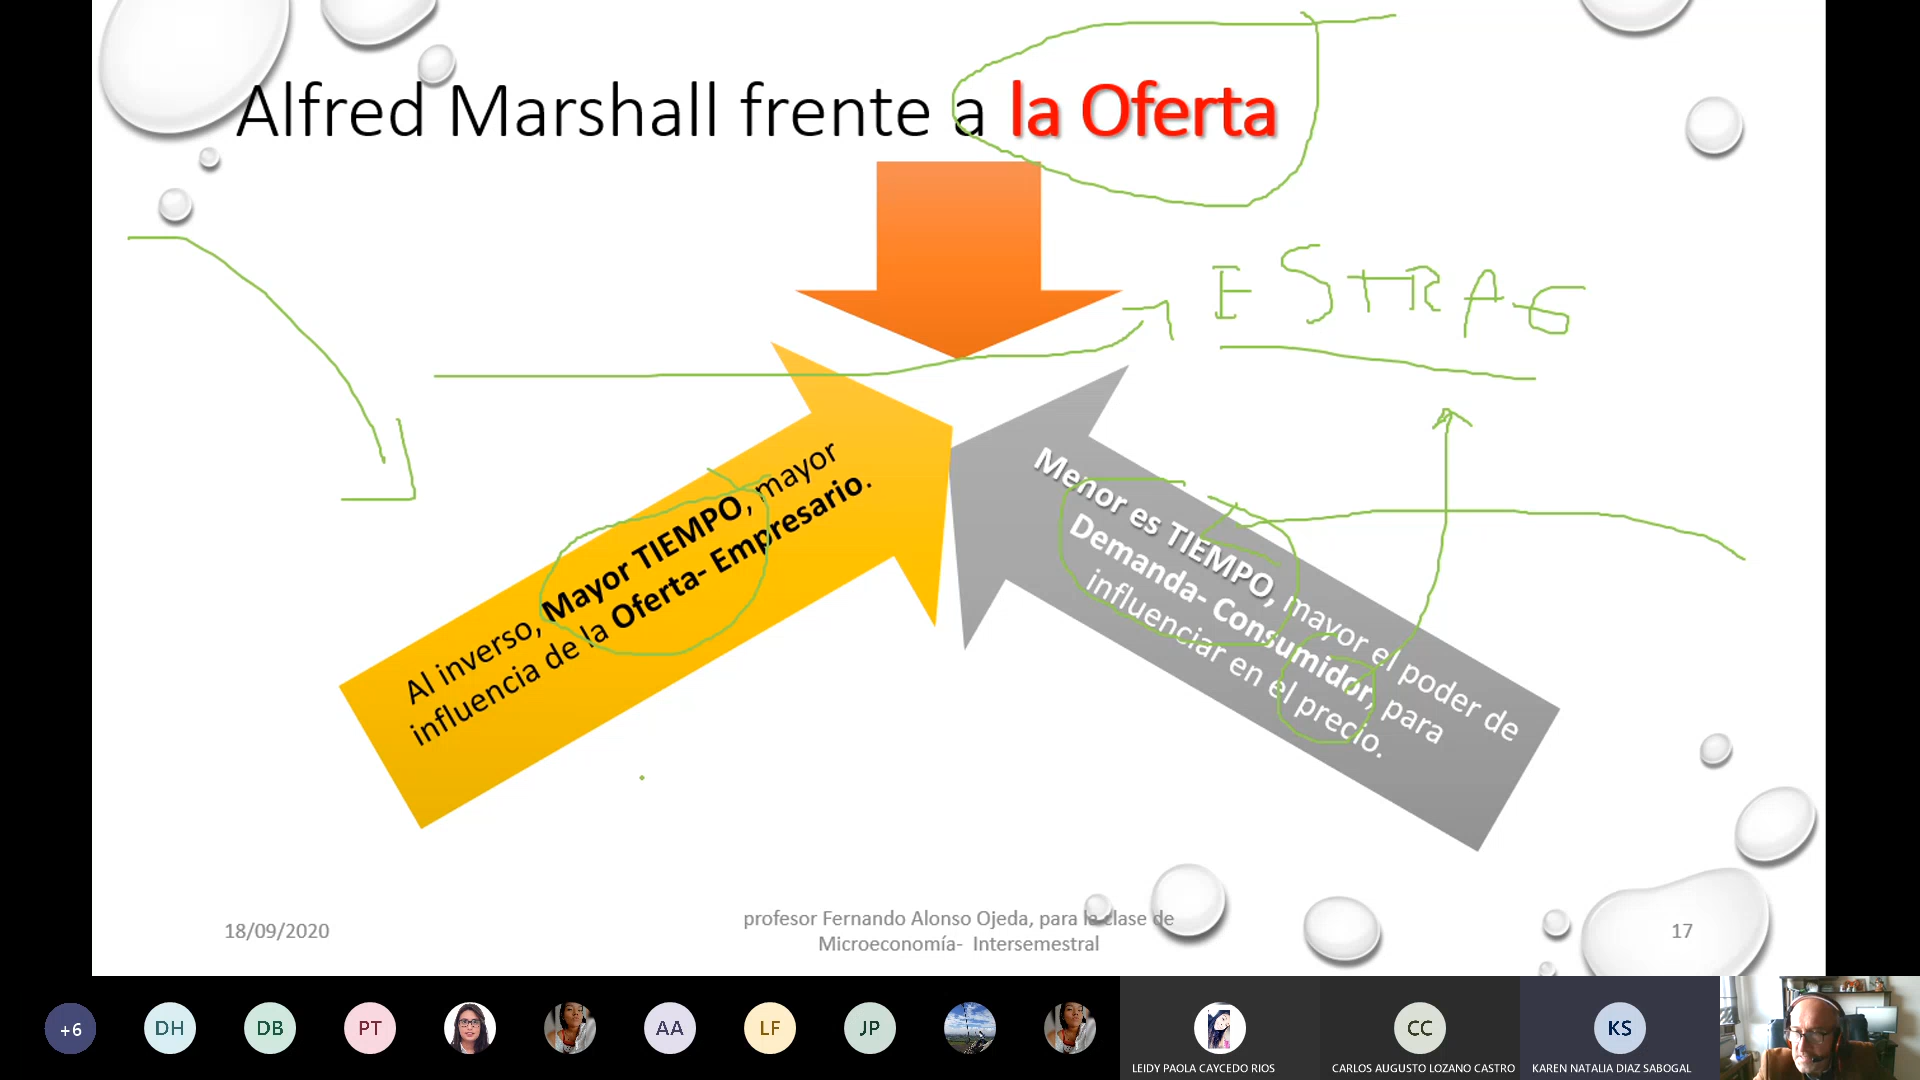 Alfred Marshall frente a la Oferta
ESTRAG
Al inverso, Mayor TIEMPO, mayor
influencia de la Oferta- Empresario.
Menor es TIEMPO, mayor el poder de
Demanda- Consumidor, para
influenciar en el precio.
18/09/2020
profesor Fernando Alonso Ojeda, para la clase de
Microeconomía- Intersemestral
17
+6
DH
DB
PT
AA
LF
JP
CC
KS
LEIDY PAOLA CAYCEDO RIOS
CARLOS AUGUSTO LOZANO CASTRO
KAREN NATALIA DIAZ SABOGAL